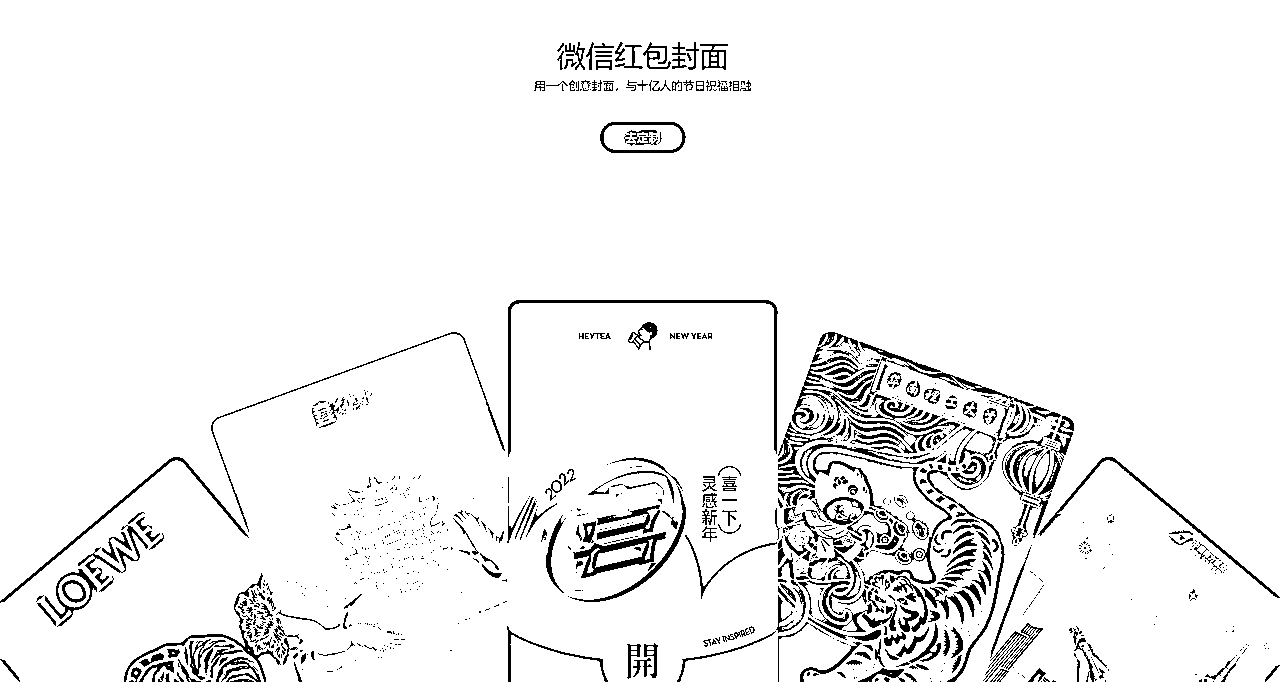 微信红包封面
用一个创意封面，与十亿人的节日祝福相融
去定制
HEYTEA
NEW YEAR
LOEWE
2022
喜一下
灵感新年
STAY INSPIRED
開